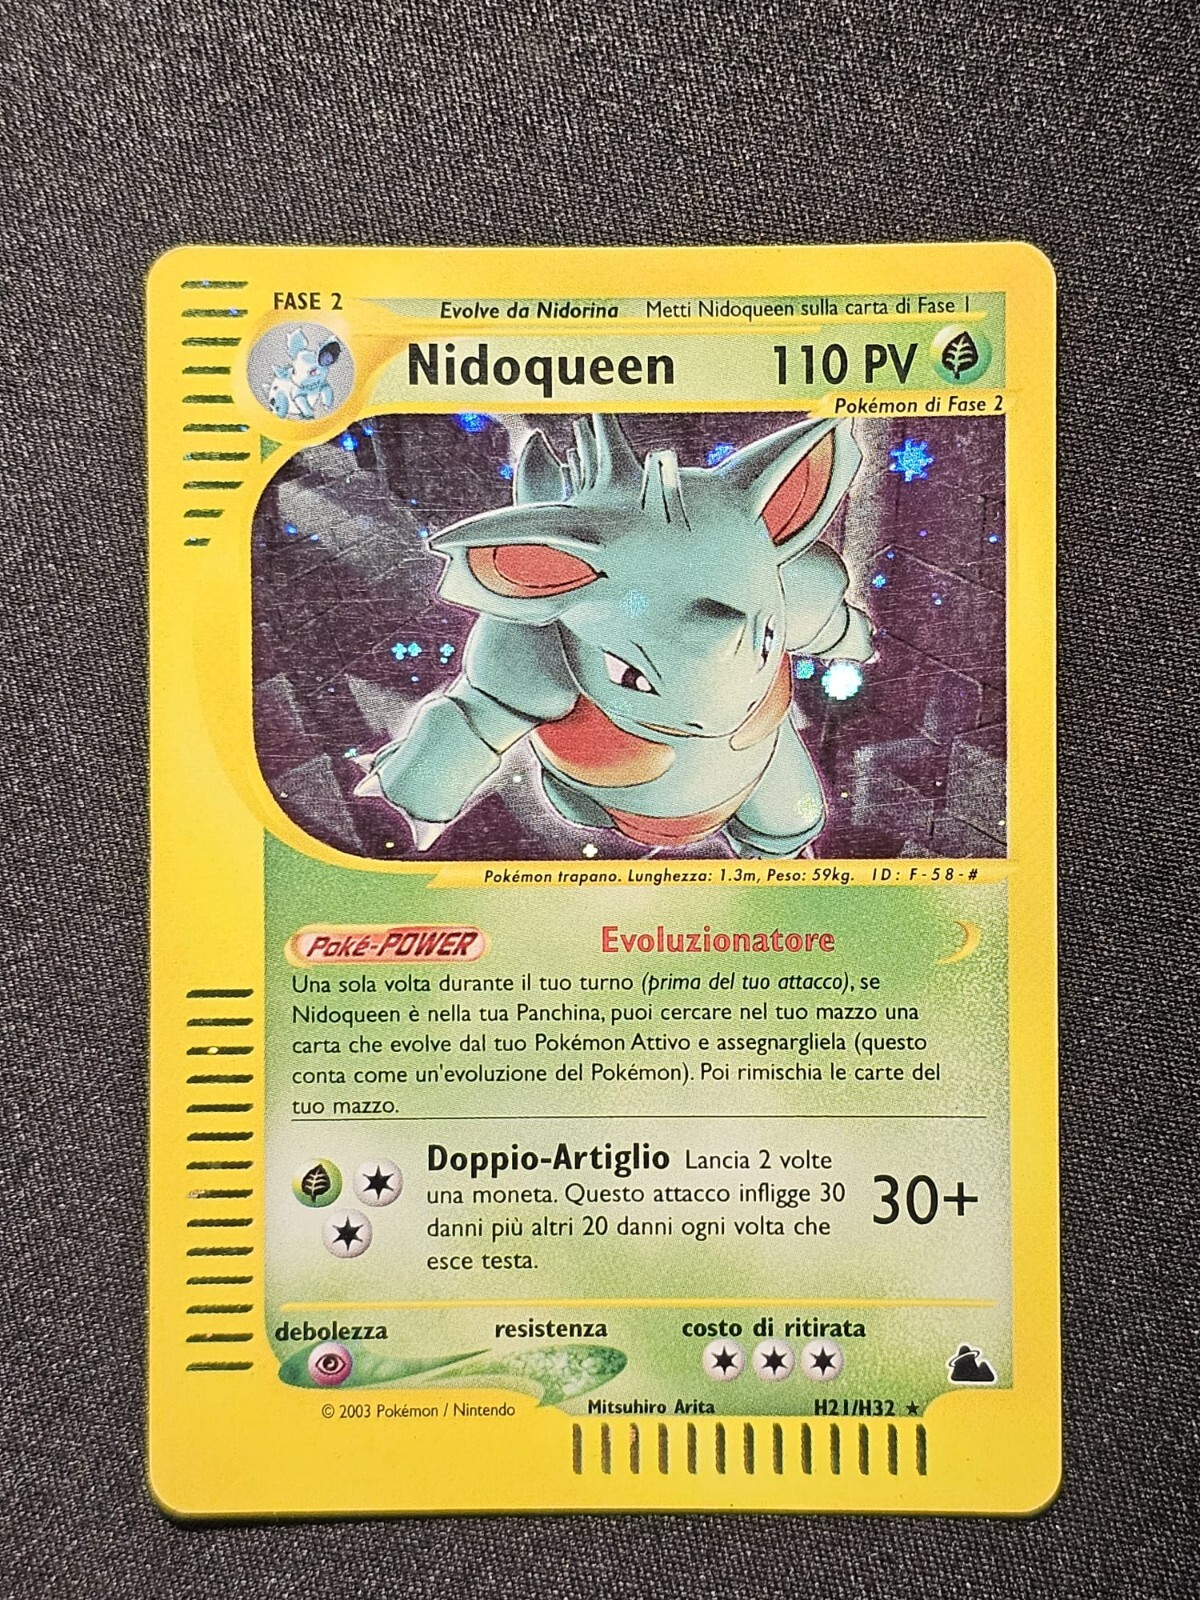 FASE 2
Evolve da Nidorina Metti Nidoqueen sulla carta di Fase 1
Nidoqueen 110 PV
Pokémon di Fase 2
Pokémon trapano. Lunghezza: 1.3m, Peso: 59kg. ID: F-58-#
Poké-POWER Evoluzionatore
Una sola volta durante il tuo turno (prima del tuo attacco), se
Nidoqueen è nella tua Panchina, puoi cercare nel tuo mazzo una
carta che evolve dal tuo Pokémon Attivo e assegnargliela (questo
conta come un'evoluzione del Pokémon). Poi rimischia le carte del
tuo mazzo.
Doppio-Artiglio Lancia 2 volte
una moneta. Questo attacco infligge 30
danni più altri 20 danni ogni volta che
esce testa.
30+
debolezza resistenza costo di ritirata
© 2003 Pokémon / Nintendo Mitsuhiro Arita H21/H32 ★